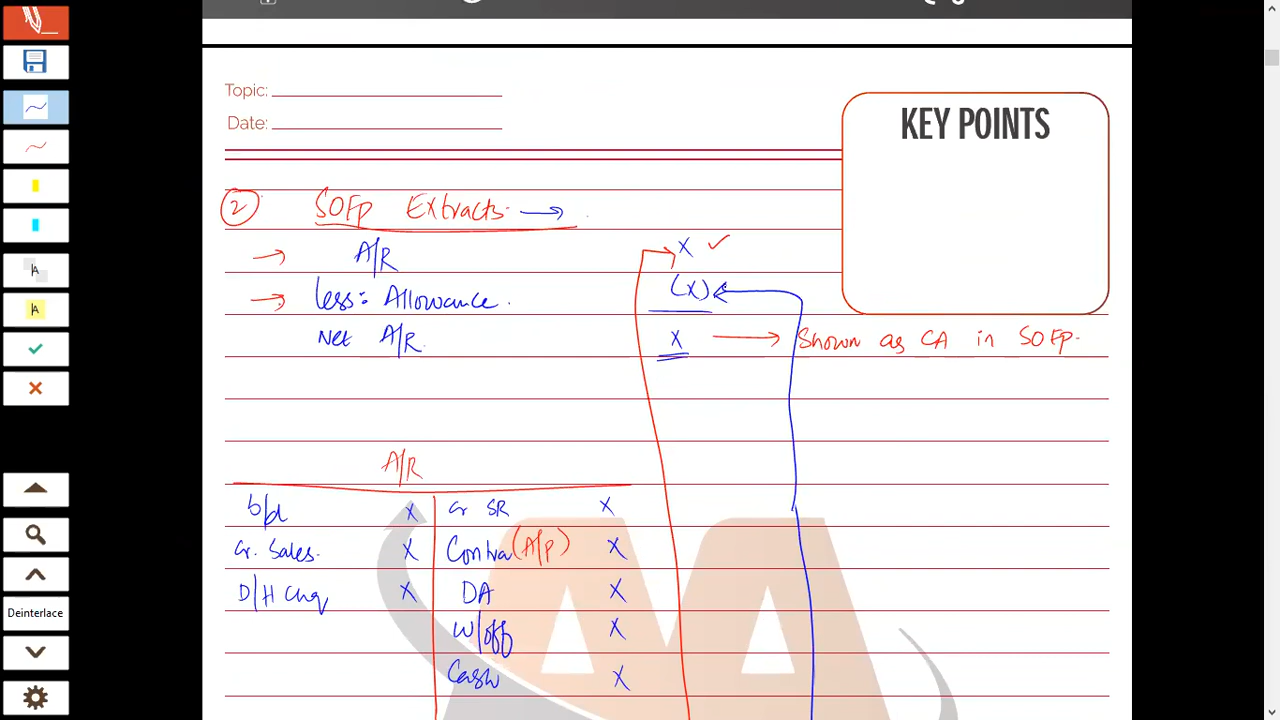 Topic:
KEY POINTS
Date:
2 SOFP Extracts →
→ A/R X ✓
→ less: Allowance. (X)
Net A/R. X → Shown as CA in SOFP.
A/R
b/d X Cr SR X
Cr. Sales. X Contra (A/P) X
D/H Chq X DA X
W/off X
Cash X
Deinterlace
A
A
A